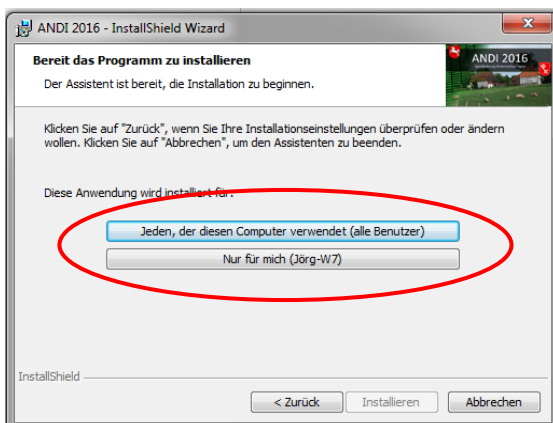 ANDI 2016 - InstallShield Wizard
Bereit das Programm zu installieren
Der Assistent ist bereit, die Installation zu beginnen.
ANDI 2016
Klicken Sie auf "Zurück", wenn Sie Ihre Installationseinstellungen überprüfen oder ändern
wollen. Klicken Sie auf "Abbrechen", um den Assistenten zu beenden.
Diese Anwendung wird installiert für:
Jeden, der diesen Computer verwendet (alle Benutzer)
Nur für mich (Jörg-W7)
InstallShield
< Zurück
Installieren
Abbrechen